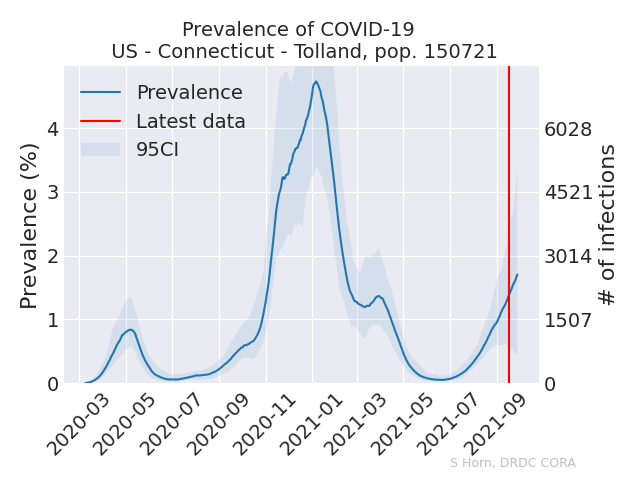 Prevalence of COVID-19
US - Connecticut - Tolland, pop. 150721
Prevalence
Latest data
95CI
Prevalence (%)
4
3
2
1
0
6028
4521
3014
1507
0
# of infections
2020-03
2020-05
2020-07
2020-09
2020-11
2021-01
2021-03
2021-05
2021-07
2021-09
S Horn, DRDC CORA